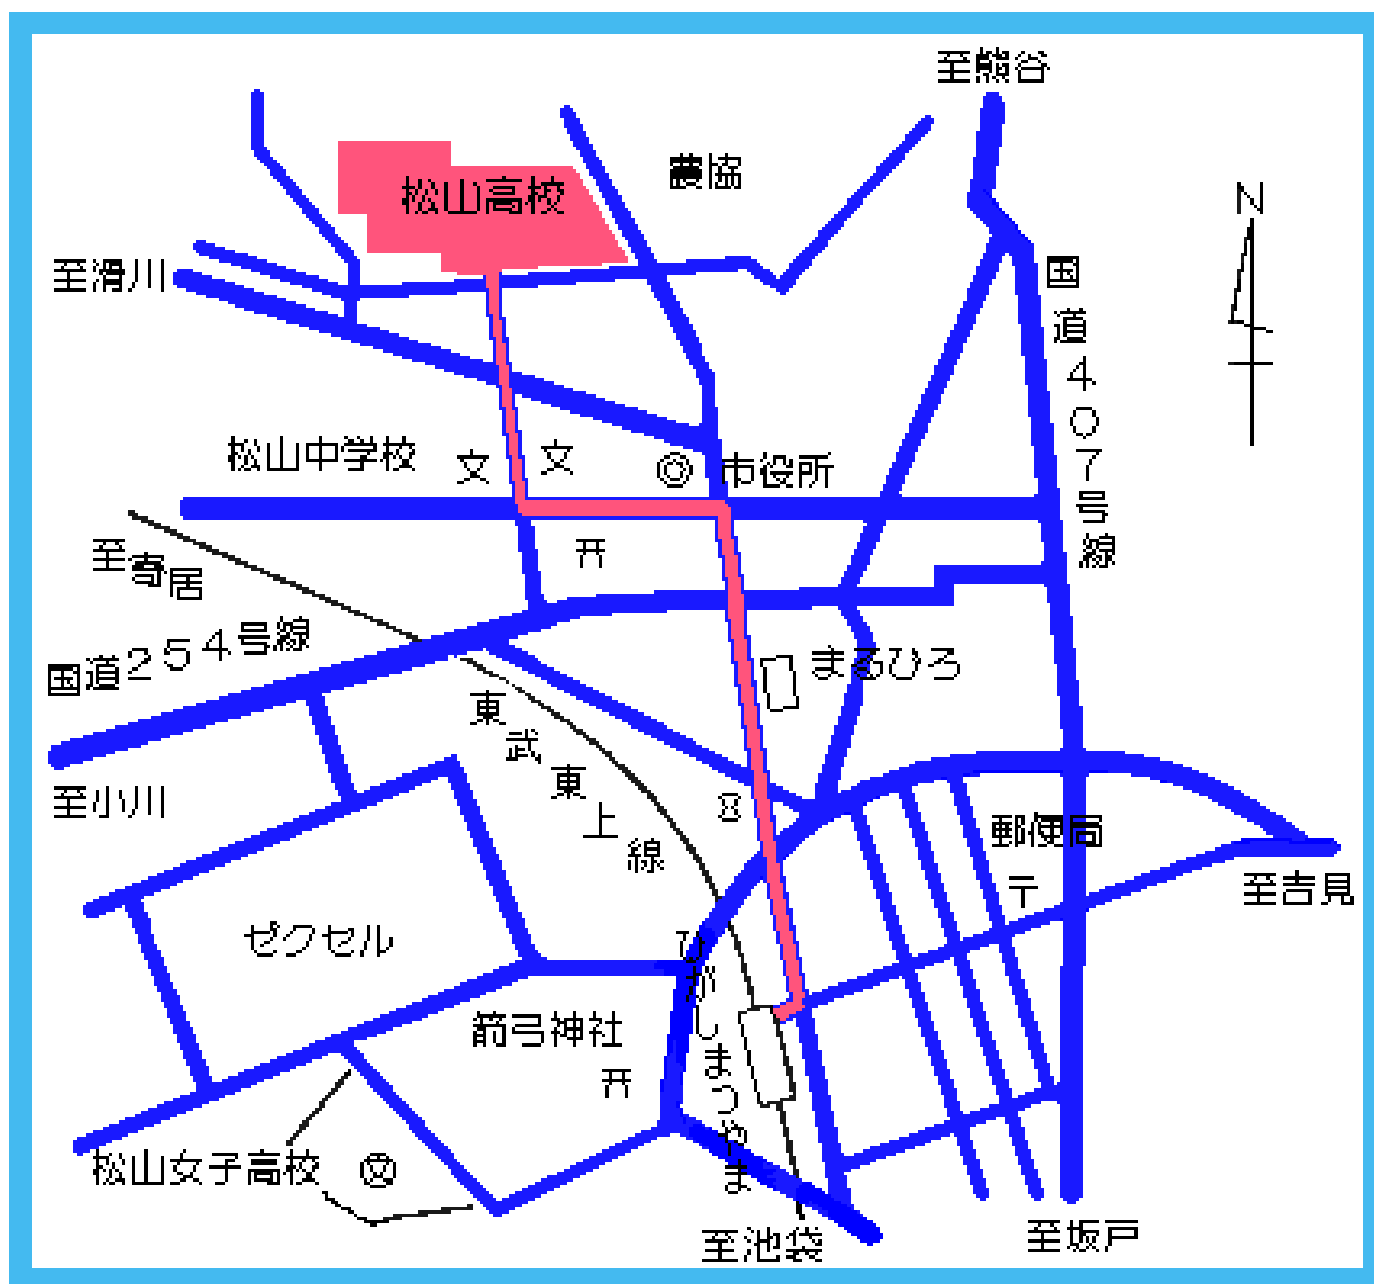 至熊谷
農協
松山高校
N
至滑川
国道407号線
松山中学校
文
文
市役所
至寄居
国道254号線
まるひろ
東武東上線
至小川
郵便局
〒
至吉見
ゼクセル
ひがしまつやま
箭弓神社
松山女子高校
文
至池袋
至坂戸